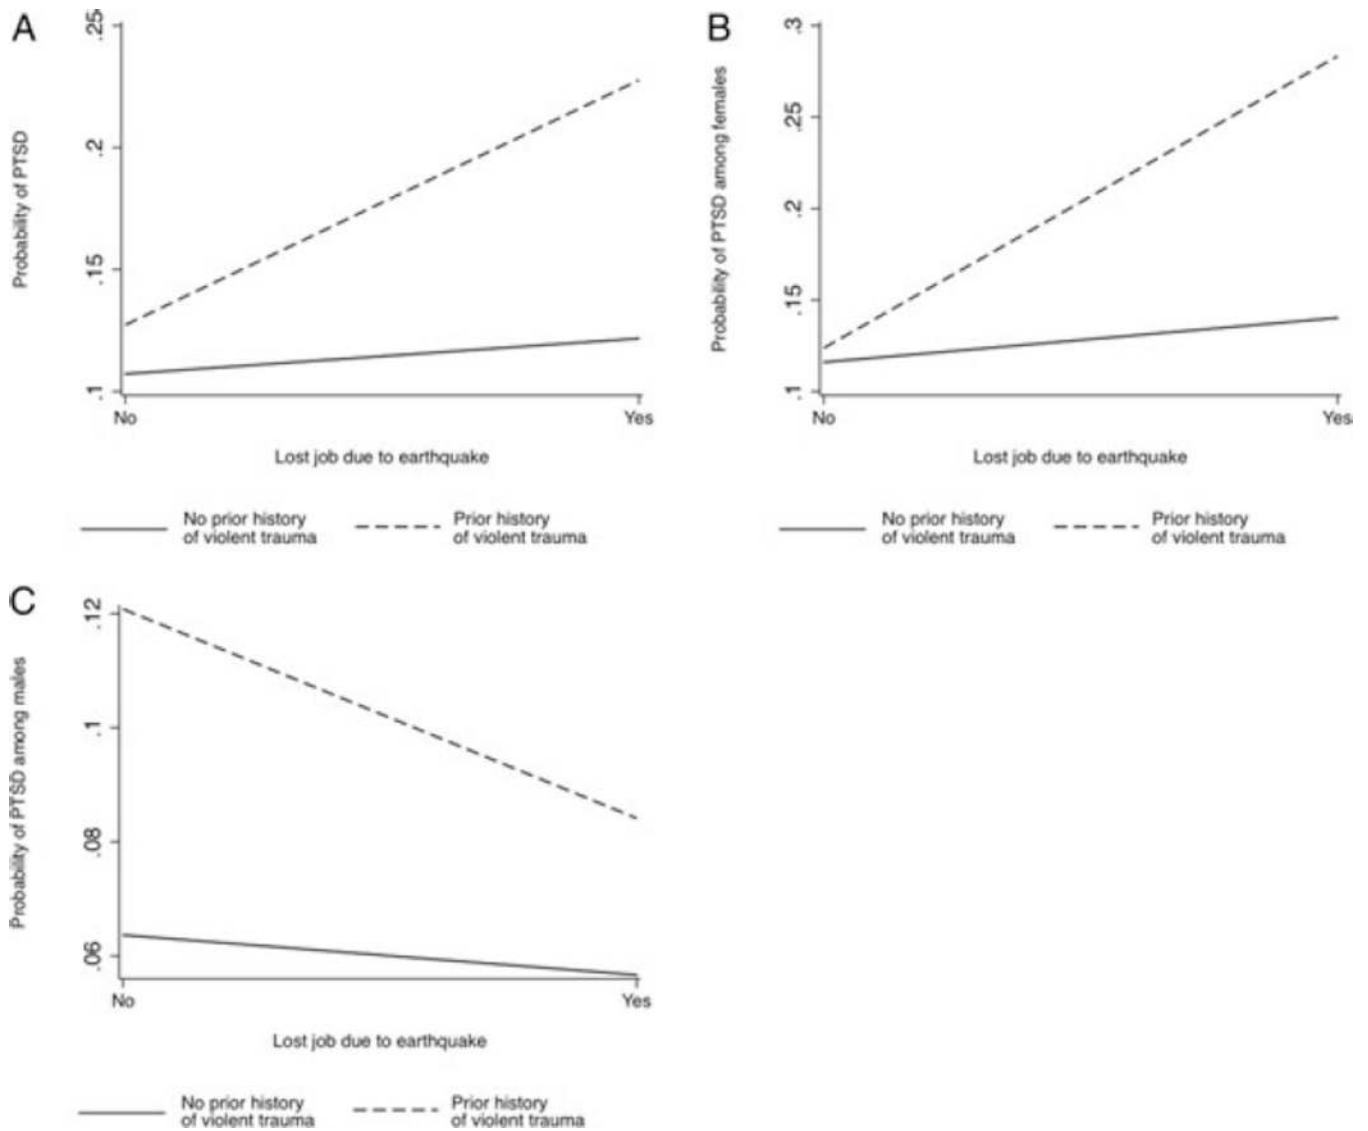 A
Probability of PTSD
.25
.2
.15
.1
No
Yes
Lost job due to earthquake
No prior history
of violent trauma
Prior history
of violent trauma
B
Probability of PTSD among females
.3
.25
.2
.15
.1
No
Yes
Lost job due to earthquake
No prior history
of violent trauma
Prior history
of violent trauma
C
Probability of PTSD among males
.12
.1
.08
.06
No
Yes
Lost job due to earthquake
No prior history
of violent trauma
Prior history
of violent trauma